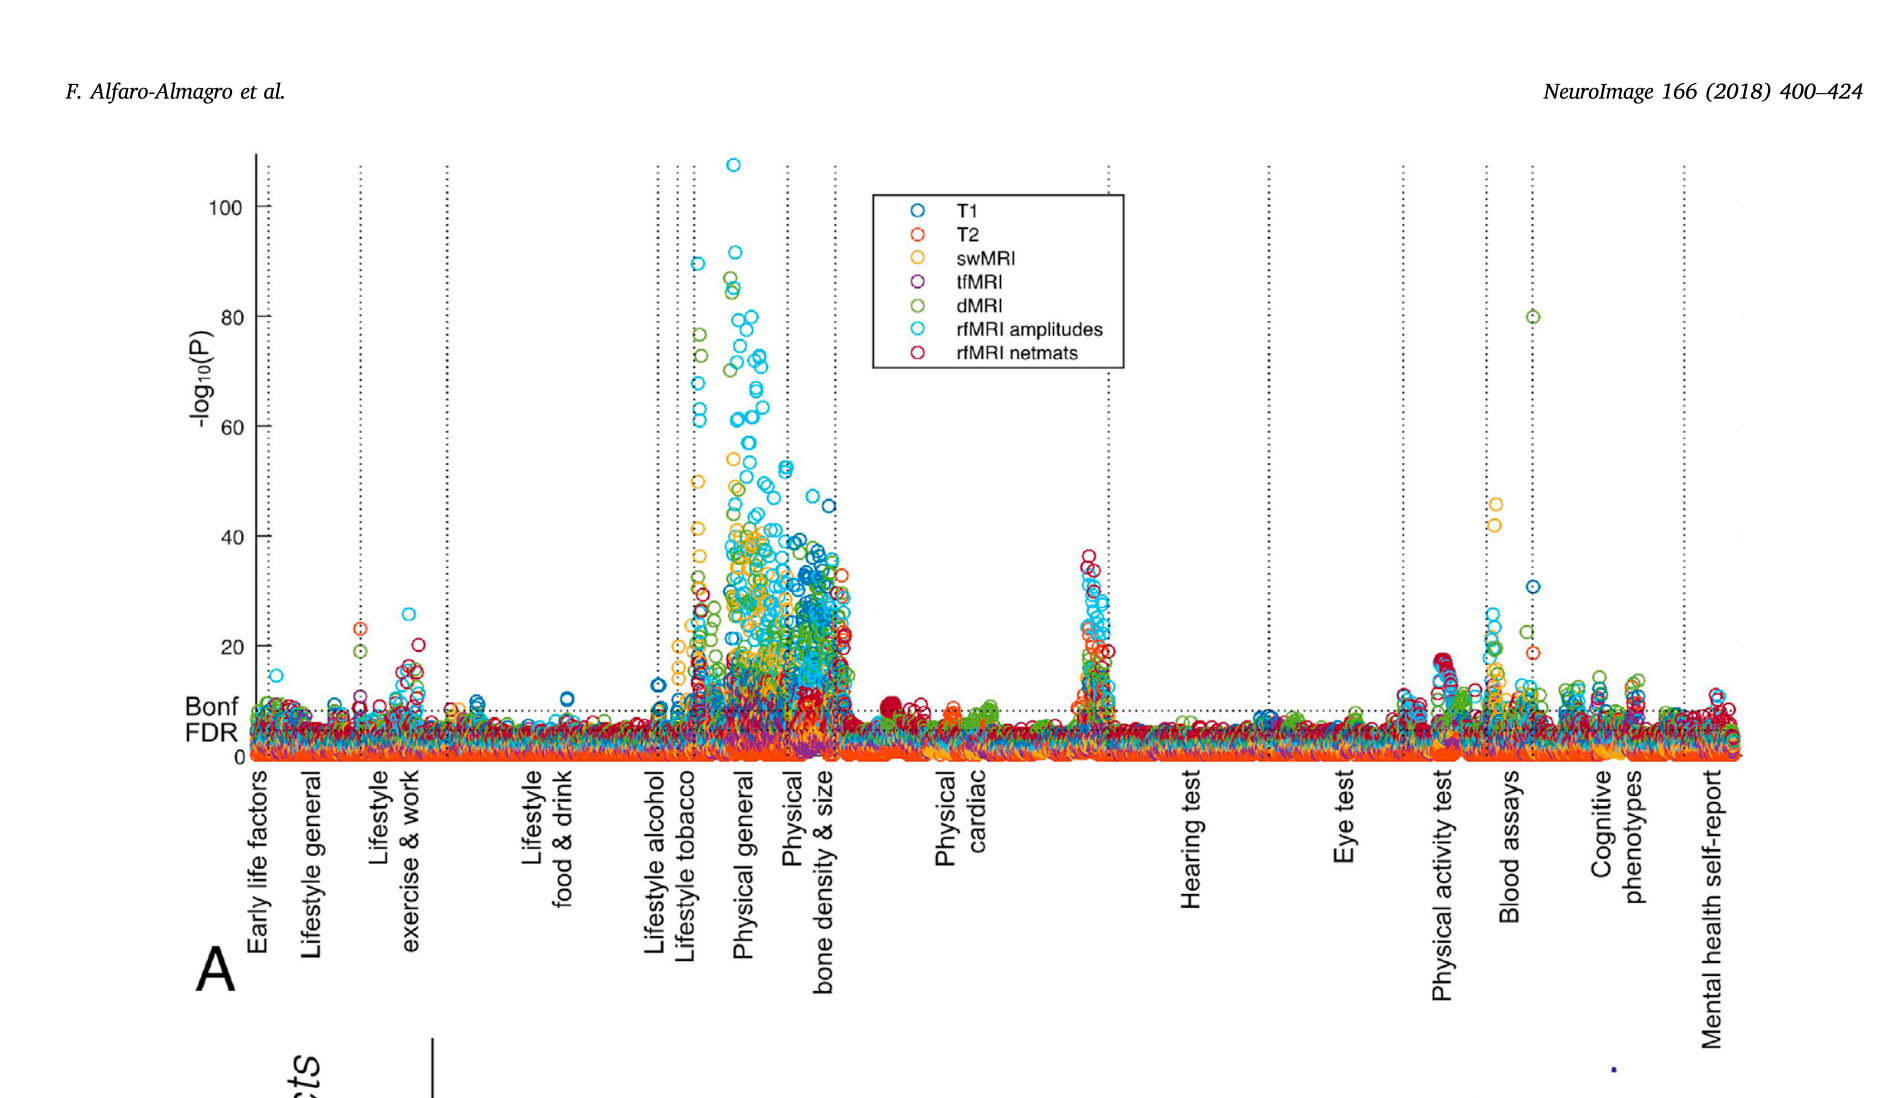 F. Alfaro-Almagro et al.
NeuroImage 166 (2018) 400–424
100
80
60
40
20
Bonf
FDR
0
-log10(P)
T1
T2
swMRI
tfMRI
dMRI
rfMRI amplitudes
rfMRI netmats
Early life factors
Lifestyle general
Lifestyle
exercise & work
Lifestyle
food & drink
Lifestyle alcohol
Lifestyle tobacco
Physical general
Physical
bone density & size
Physical
cardiac
Hearing test
Eye test
Physical activity test
Blood assays
Cognitive
phenotypes
Mental health self-report
A